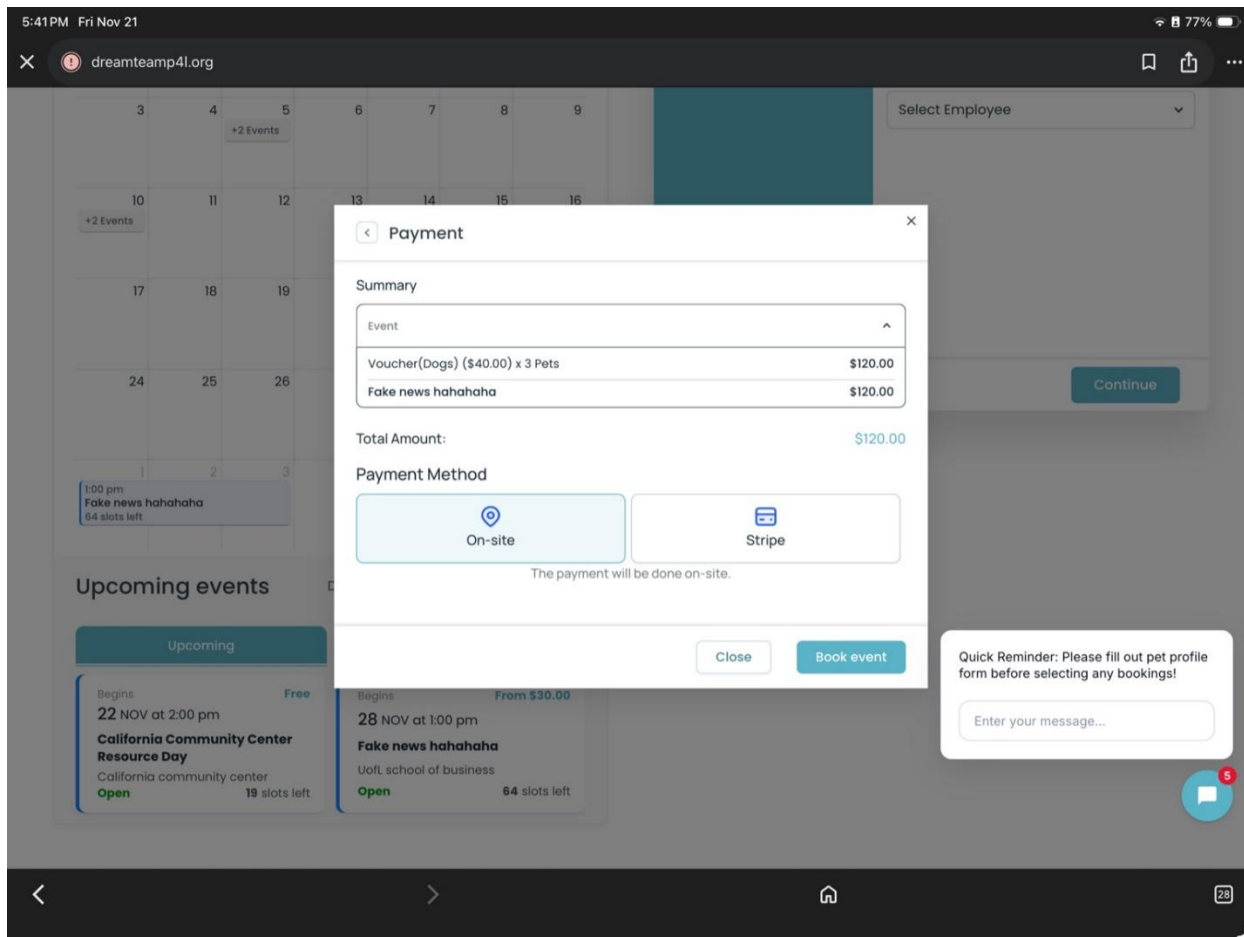 5:41 PM Fri Nov 21
77%
dreamteamp4l.org
3 4 5 6 7 8 9
+2 Events
10 11 12 13 14 15 16
+2 Events
17 18 19
24 25 26
1 2 3
1:00 pm
Fake news hahahaha
64 slots left
Select Employee
Continue
Payment
Summary
Event
Voucher(Dogs) ($40.00) x 3 Pets $120.00
Fake news hahahaha $120.00
Total Amount: $120.00
Payment Method
On-site
Stripe
The payment will be done on-site.
Close
Book event
Upcoming events
Upcoming
Begins Free
22 NOV at 2:00 pm
California Community Center
Resource Day
California community center
Open 19 slots left
Begins From $30.00
28 NOV at 1:00 pm
Fake news hahahaha
UofL school of business
Open 64 slots left
Quick Reminder: Please fill out pet profile
form before selecting any bookings!
Enter your message...
5
28